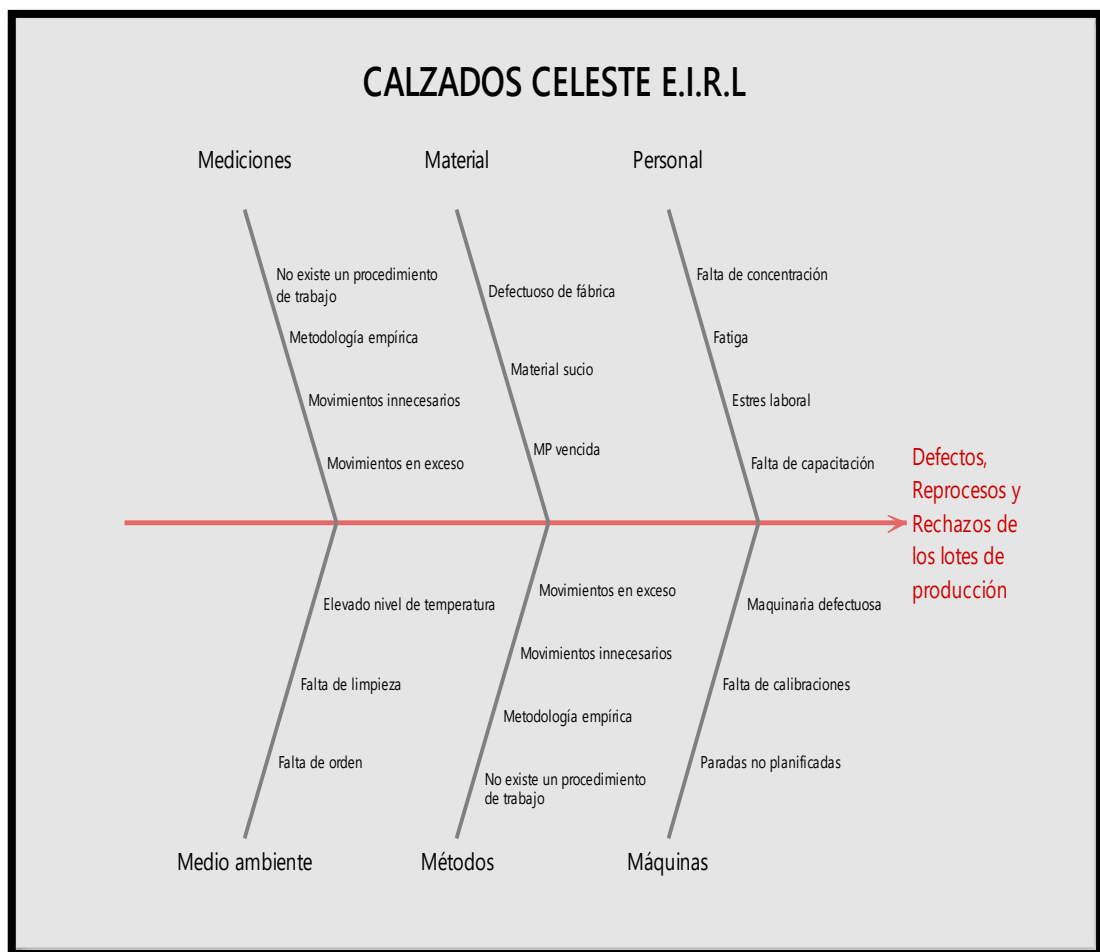 CALZADOS CELESTE E.I.R.L
Mediciones
Material
Personal
No existe un procedimiento
de trabajo
Metodología empírica
Movimientos innecesarios
Movimientos en exceso
Defectuoso de fábrica
Material sucio
MP vencida
Falta de concentración
Fatiga
Estres laboral
Falta de capacitación
Defectos,
Reprocesos y
Rechazos de
los lotes de
producción
Elevado nivel de temperatura
Falta de limpieza
Falta de orden
Movimientos en exceso
Movimientos innecesarios
Metodología empírica
No existe un procedimiento
de trabajo
Maquinaria defectuosa
Falta de calibraciones
Paradas no planificadas
Medio ambiente
Métodos
Máquinas